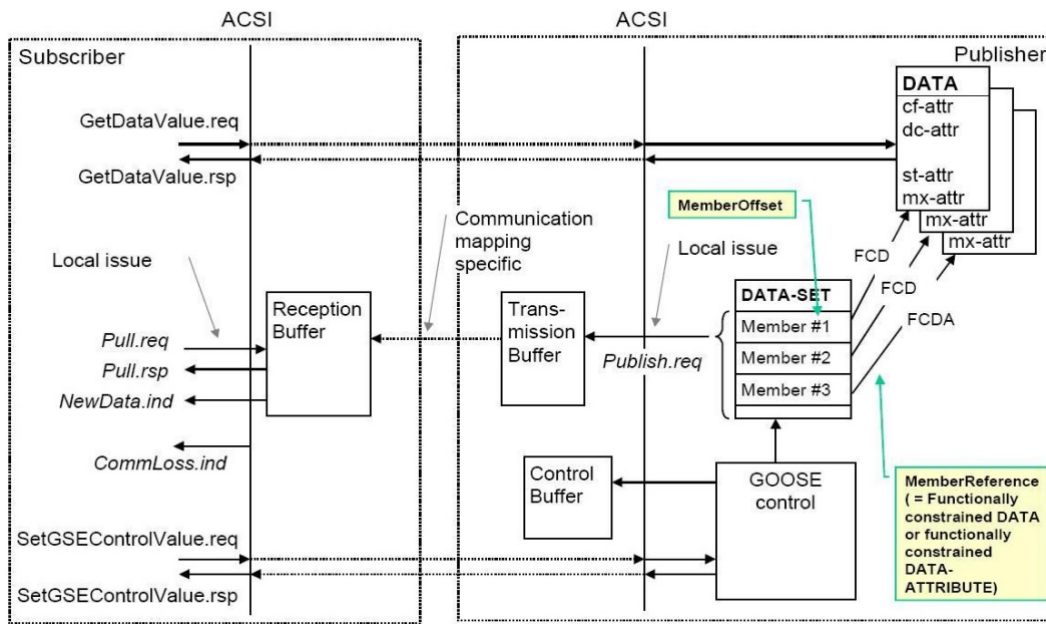 ACSI
ACSI
Subscriber
Publisher
GetDataValue.req
GetDataValue.rsp
DATA
cf-attr
dc-attr
st-attr
mx-attr
mx-attr
mx-attr
MemberOffset
Communication
mapping
specific
Local issue
Local issue
FCD
FCD
FCDA
Reception
Buffer
Trans-
mission
Buffer
DATA-SET
Member #1
Member #2
Member #3
Pull.req
Pull.rsp
NewData.ind
CommLoss.ind
Publish.req
Control
Buffer
GOOSE
control
MemberReference
( = Functionally
constrained DATA
or functionally
constrained
DATA-
ATTRIBUTE)
SetGSEControlValue.req
SetGSEControlValue.rsp